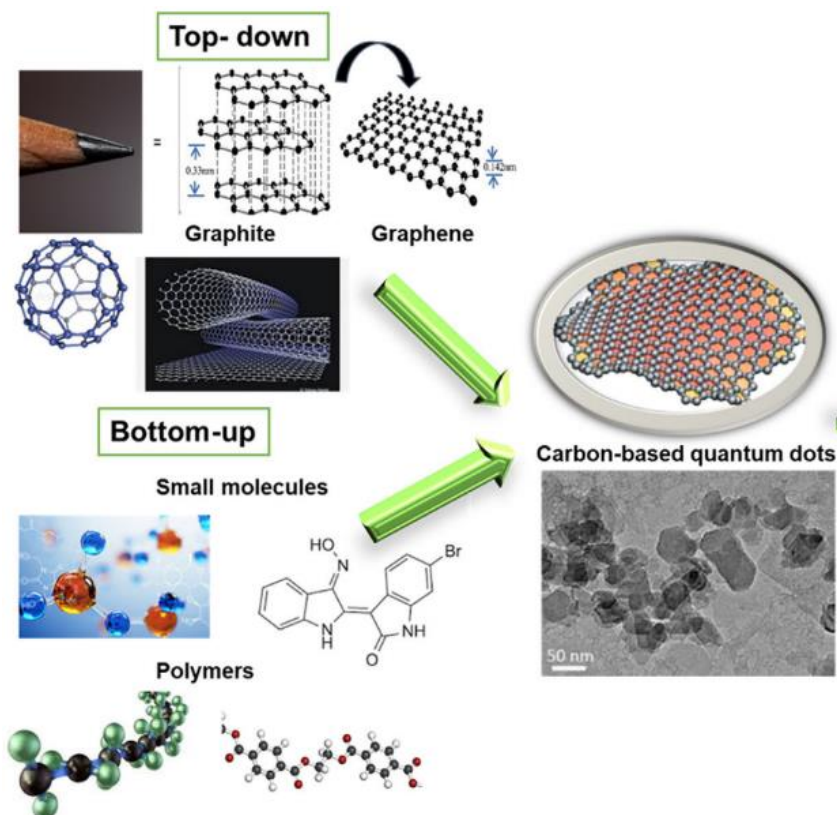 Top- down
=
0.33nm
0.142nm
Graphite
Graphene
Bottom-up
Carbon-based quantum dots
Small molecules
HO
N
Br
N
H
O
NH
Polymers
50 nm